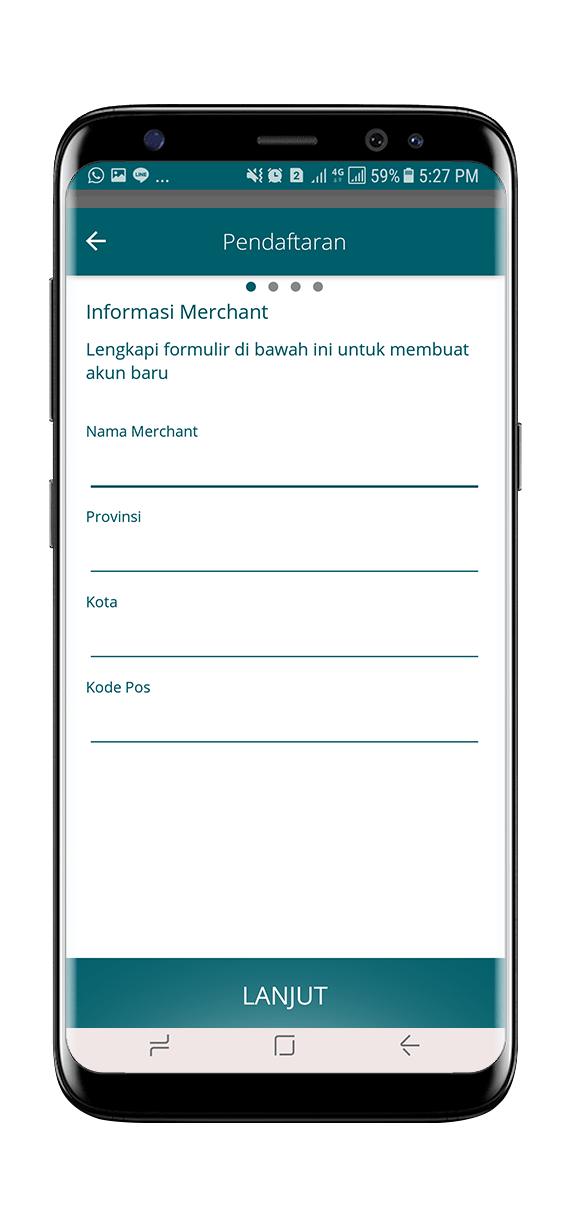 LINE ... 2 4G 59% 5:27 PM
Pendaftaran
Informasi Merchant
Lengkapi formulir di bawah ini untuk membuat
akun baru
Nama Merchant
Provinsi
Kota
Kode Pos
LANJUT